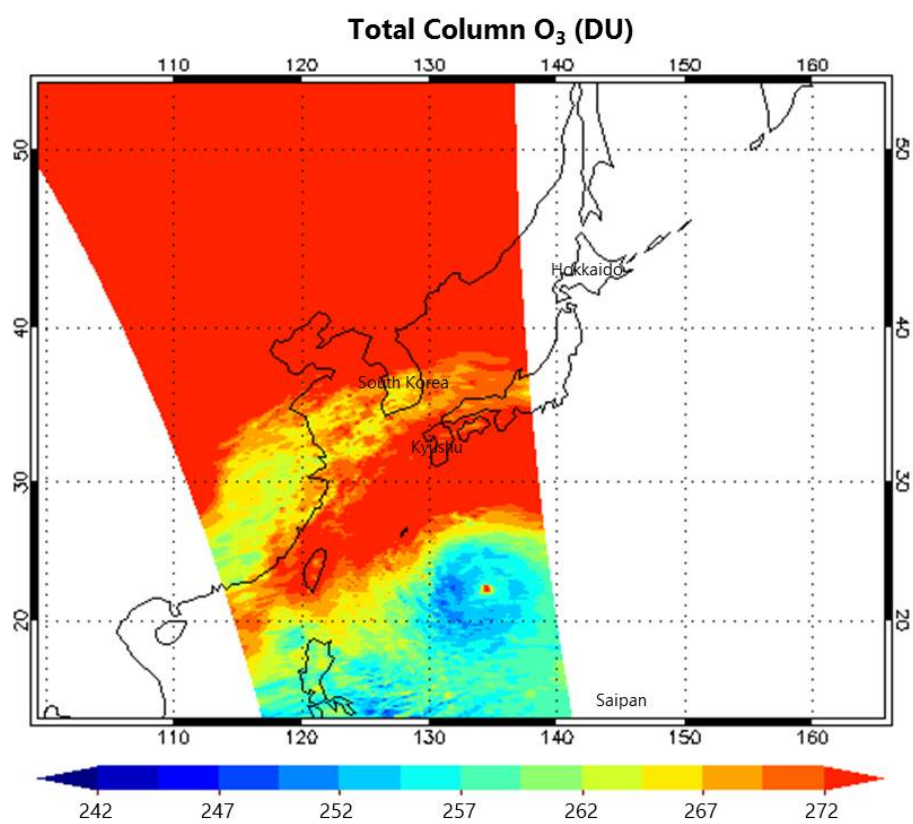 Total Column O₃ (DU)
110 120 130 140 150 160
50 50
Hokkaido
40 40
South Korea
Kyushu
30 30
20 20
Saipan
110 120 130 140 150 160
242 247 252 257 262 267 272